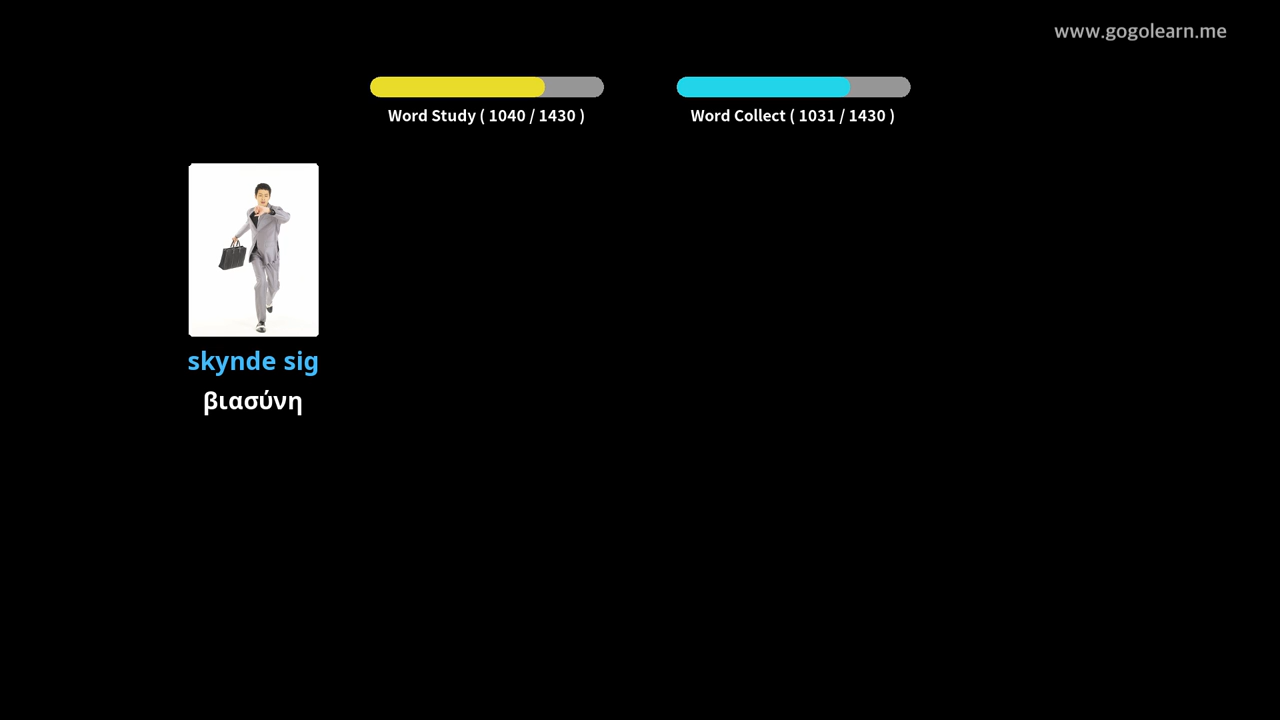 www.gogolearn.me
Word Study ( 1040 / 1430 )
Word Collect ( 1031 / 1430 )
skynde sig
βιασύνη